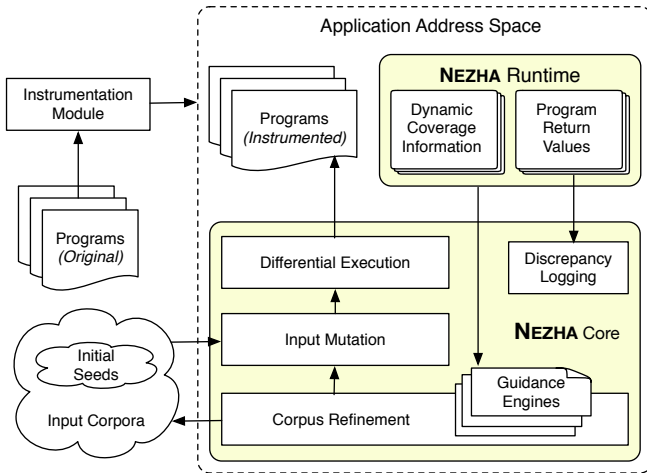 Application Address Space
NEZHA Runtime
Instrumentation
Module
Programs
(Instrumented)
Dynamic
Coverage
Information
Program
Return
Values
Programs
(Original)
Differential Execution
Discrepancy
Logging
Input Mutation
NEZHA Core
Initial
Seeds
Input Corpora
Corpus Refinement
Guidance
Engines